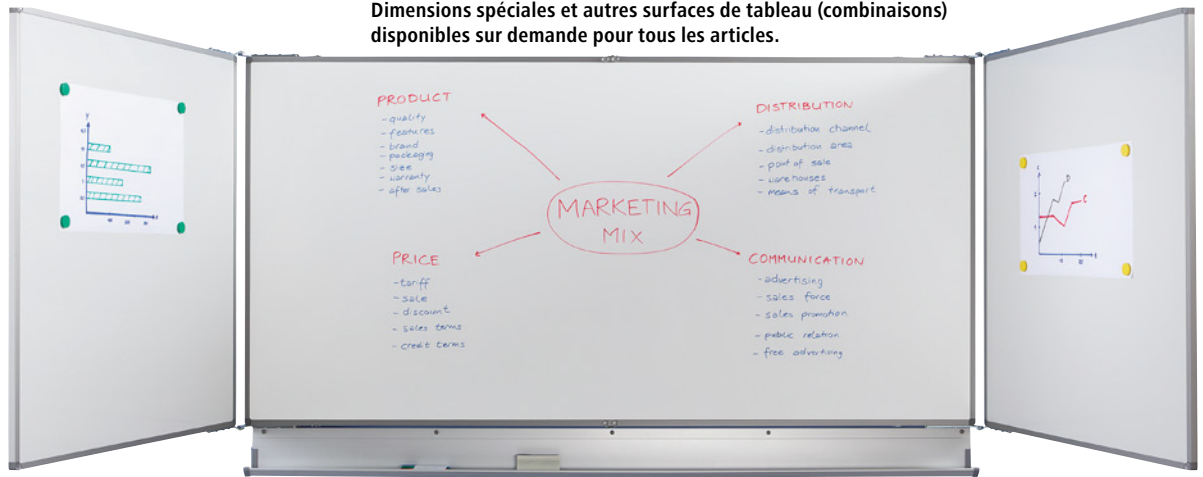 Dimensions spéciales et autres surfaces de tableau (combinaisons)
disponibles sur demande pour tous les articles.
PRODUCT
- quality
- features
- brand
- packaging
- size
- warranty
- after sales
DISTRIBUTION
- distribution channel
- distribution area
- point of sale
- warehouses
- means of transport
MARKETING
MIX
PRICE
- tariff
- sale
- discount
- sales terms
- credit terms
COMMUNICATION
- advertising
- sales force
- sales promotion
- public relation
- free advertising
y
D
C